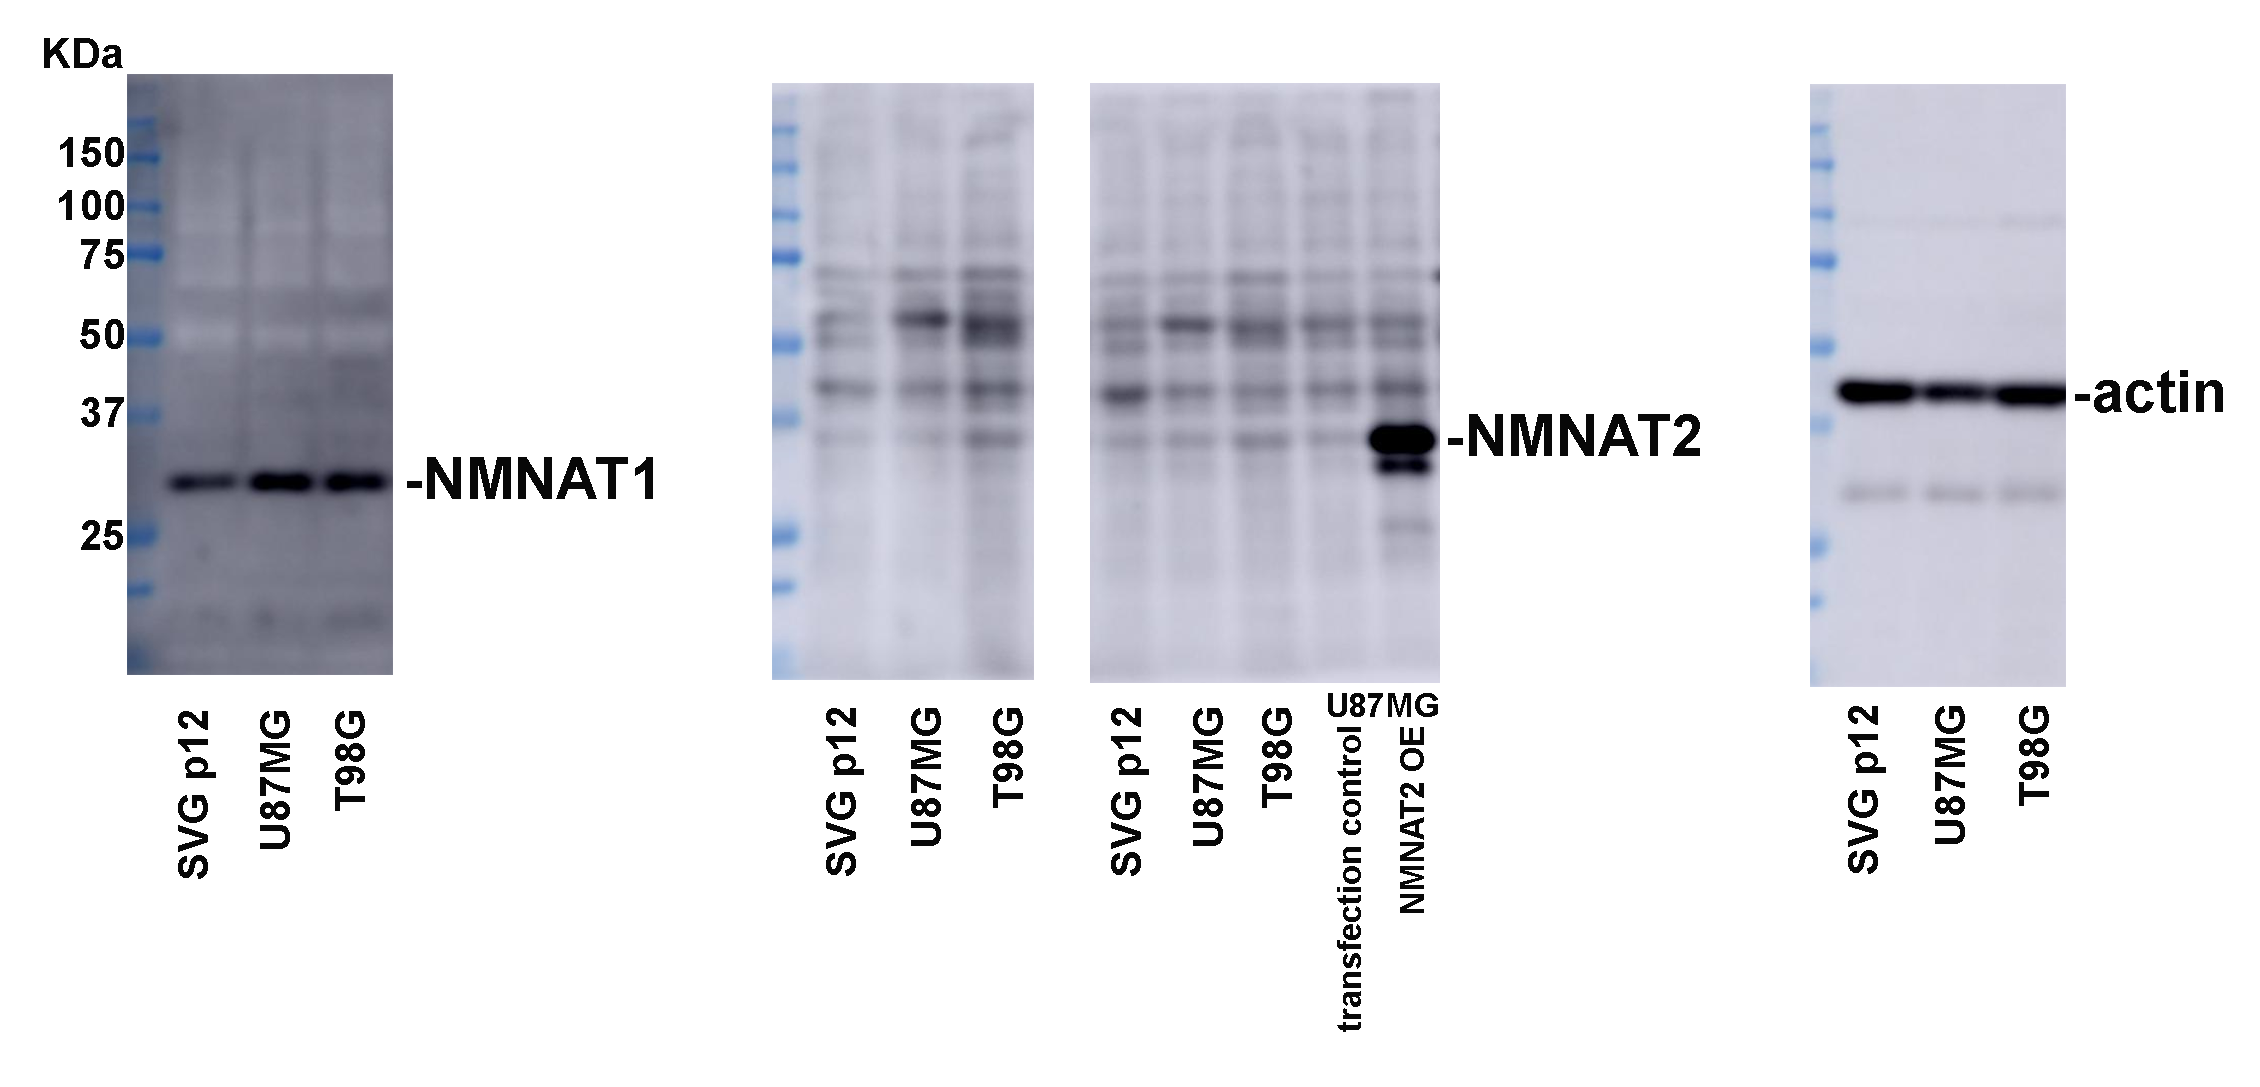 KDa
150
100
75
50
37
25
-NMNAT1
-NMNAT2
-actin
SVG p12
U87MG
T98G
SVG p12
U87MG
T98G
SVG p12
U87MG
T98G
U87MG
transfection control
NMNAT2 OE
SVG p12
U87MG
T98G